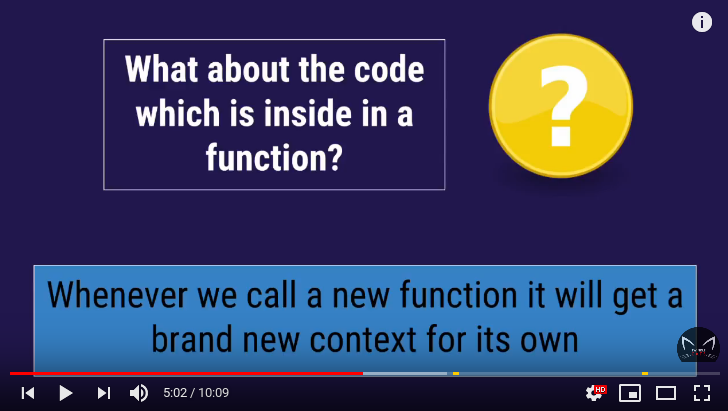 What about the code
which is inside in a
function?
?
Whenever we call a new function it will get a
brand new context for its own
5:02 / 10:09
HD
i